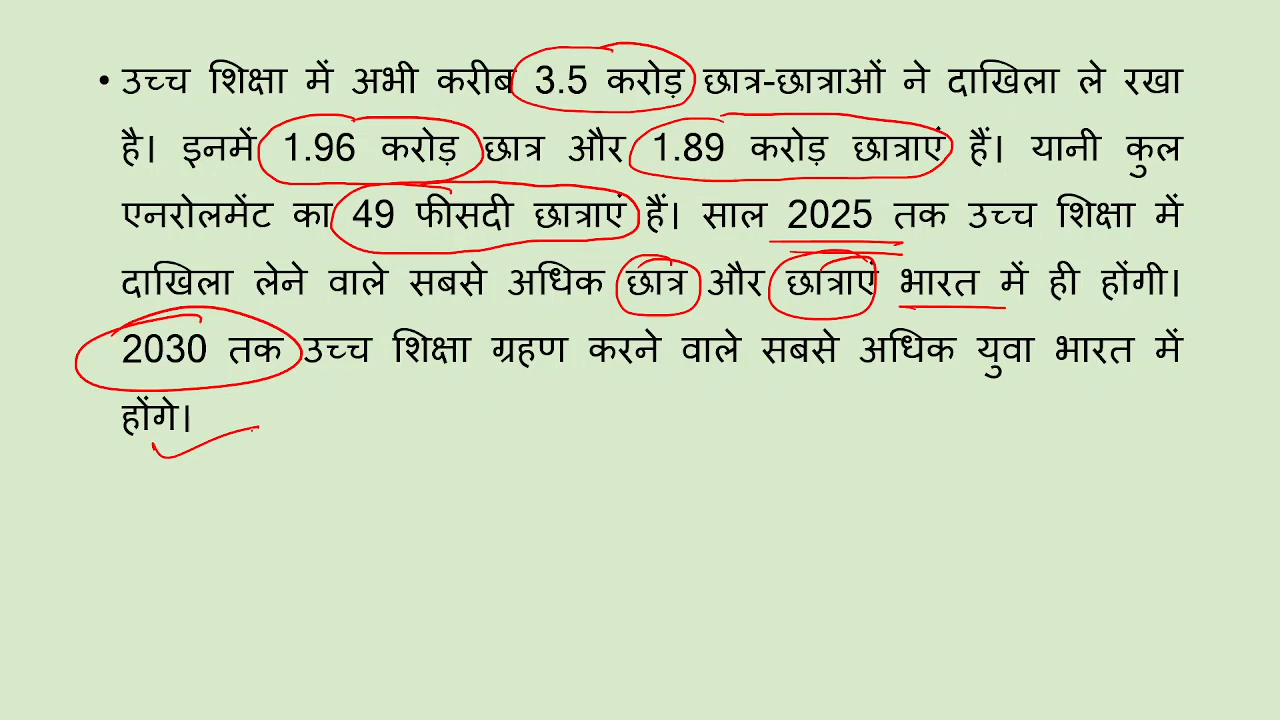 • उच्च शिक्षा में अभी करीब 3.5 करोड़ छात्र-छात्राओं ने दाखिला ले रखा
है। इनमें 1.96 करोड़ छात्र और 1.89 करोड़ छात्राएं हैं। यानी कुल
एनरोलमेंट का 49 फीसदी छात्राएं हैं। साल 2025 तक उच्च शिक्षा में
दाखिला लेने वाले सबसे अधिक छात्र और छात्राएं भारत में ही होंगी।
2030 तक उच्च शिक्षा ग्रहण करने वाले सबसे अधिक युवा भारत में
होंगे।